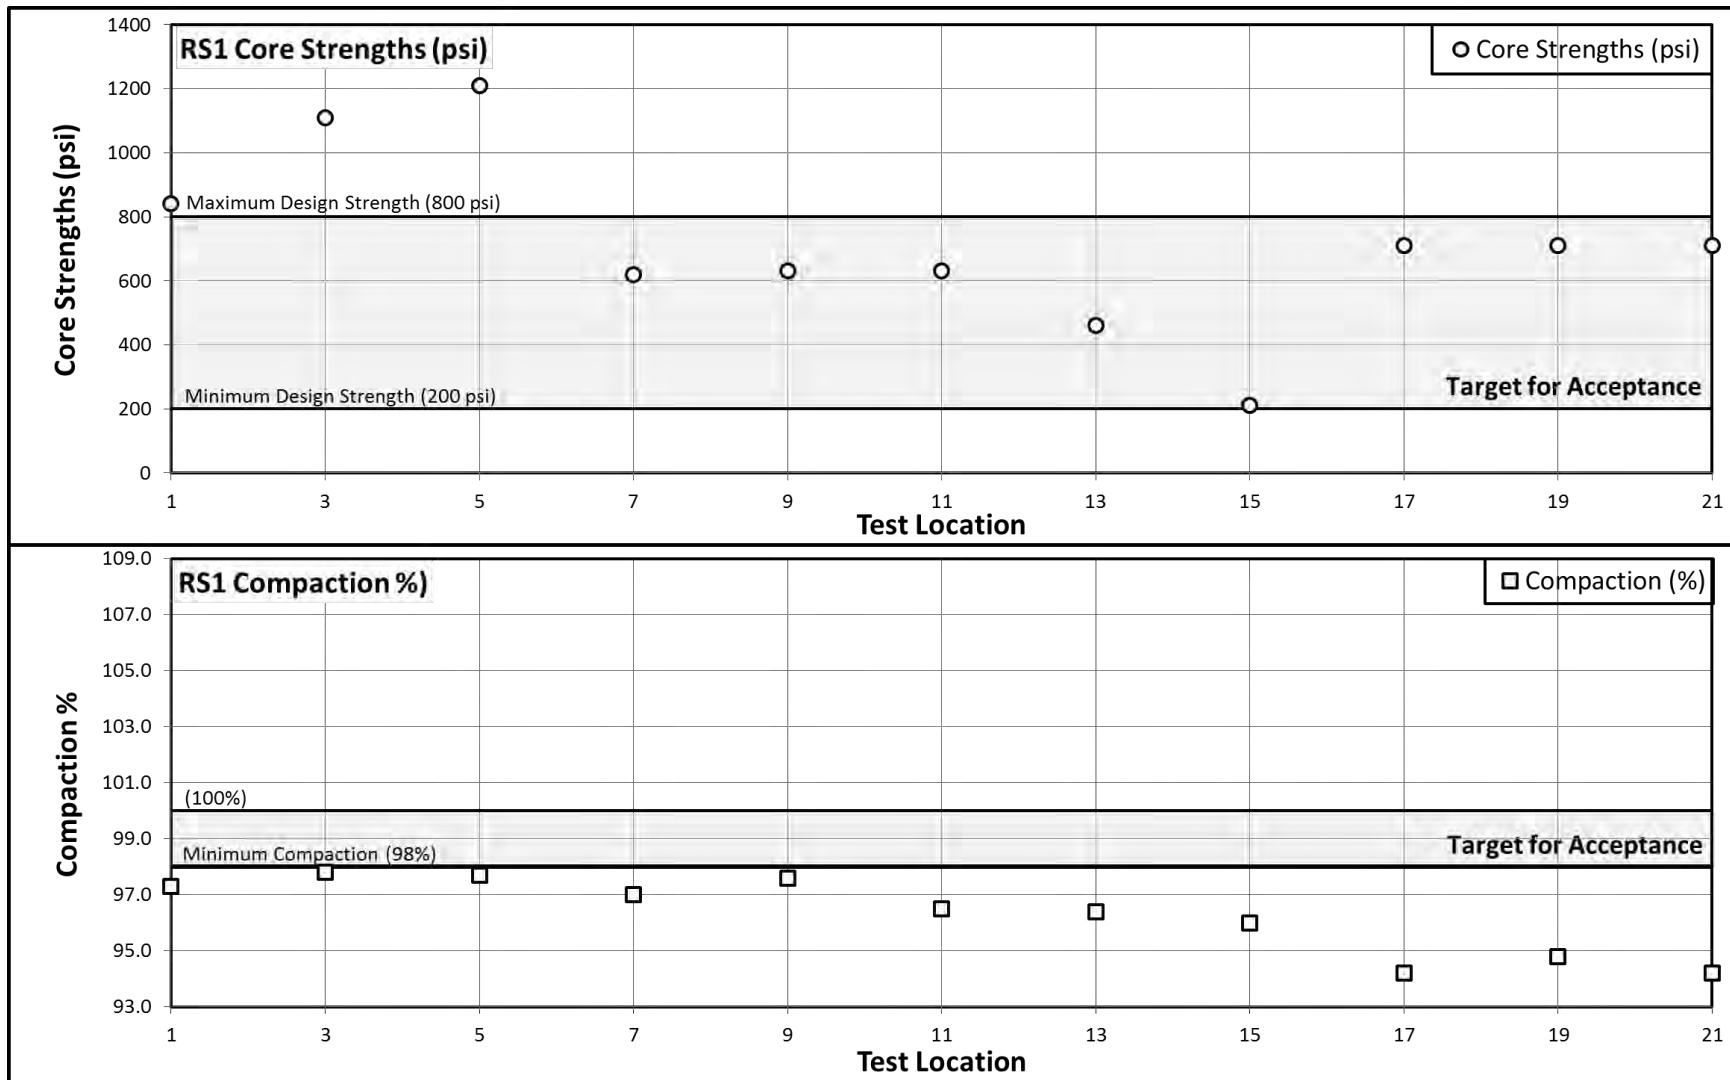 RS1 Core Strengths (psi)
Core Strengths (psi)
Core Strengths (psi)
1400
1200
1000
800
600
400
200
0
Maximum Design Strength (800 psi)
Minimum Design Strength (200 psi)
Target for Acceptance
1 3 5 7 9 11 13 15 17 19 21
Test Location
RS1 Compaction %)
Compaction (%)
Compaction %
109.0
107.0
105.0
103.0
101.0
99.0
97.0
95.0
93.0
(100%)
Minimum Compaction (98%)
Target for Acceptance
1 3 5 7 9 11 13 15 17 19 21
Test Location